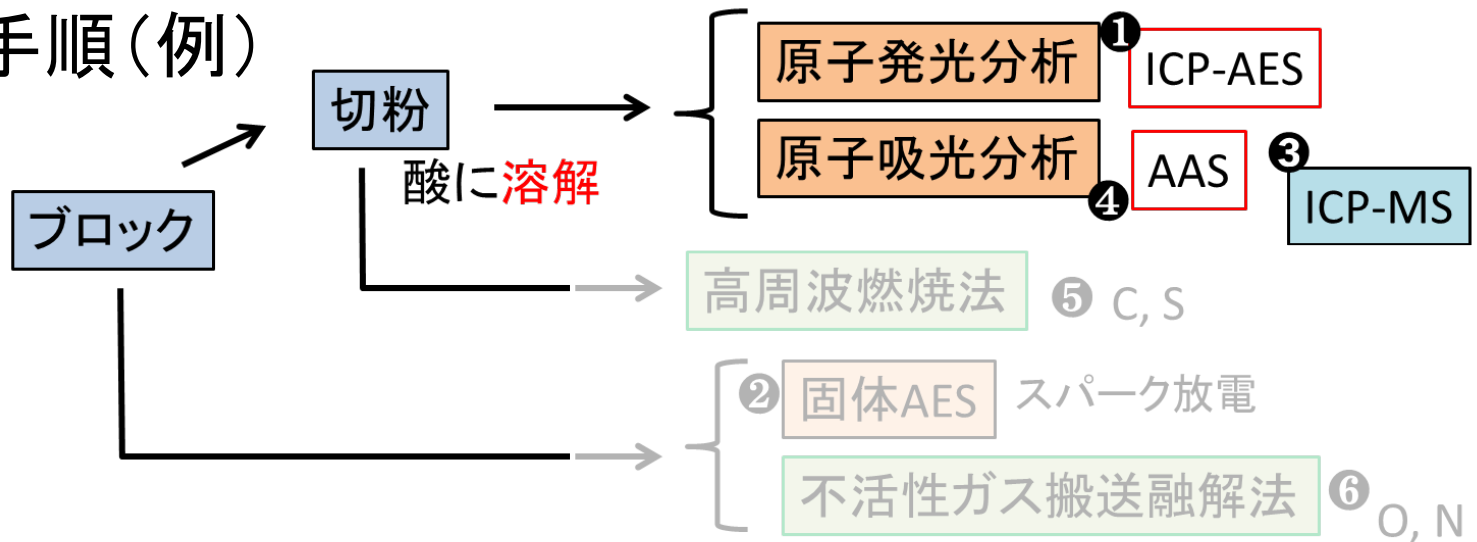 手順(例)
ブロック
切粉
酸に溶解
原子発光分析 ❶ ICP-AES
原子吸光分析 ❹ AAS ❸ ICP-MS
高周波燃焼法 ❺ C, S
❷ 固体AES スパーク放電
不活性ガス搬送融解法 ❻ O, N